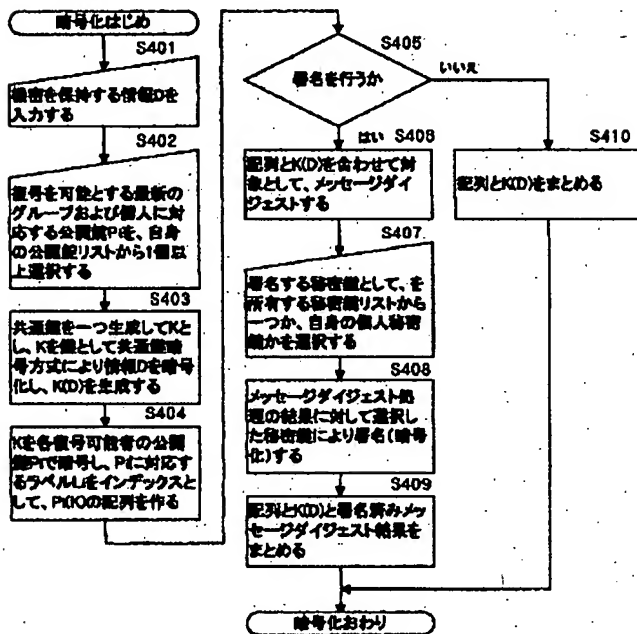 暗号化はじめ
S401
機密を保持する情報Dを
入力する
S402
復号を可能とする最新の
グループおよび個人に対
応する公開鍵Piを、自身
の公開鍵リストから1個以
上選択する
S403
共通鍵を一つ生成してKと
し、Kを鍵として共通鍵暗
号方式により情報Dを暗号
化し、K(D)を生成する
S404
Kを各復号可能者の公開
鍵Piで暗号し、Piに対応す
るラベルLiをインデックスと
して、Pi(K)の配列を作る
S405
署名を行うか
いいえ
はい
S406
配列とK(D)を合わせて対
象として、メッセージダイ
ジェストする
S407
署名する秘密鍵として、を
所有する秘密鍵リストから
一つか、自身の個人秘密
鍵かを選択する
S408
メッセージダイジェスト処
理の結果に対して選択し
た秘密鍵により署名(暗号
化)する
S409
配列とK(D)と署名済みメッ
セージダイジェスト結果を
まとめる
S410
配列とK(D)をまとめる
暗号化おわり